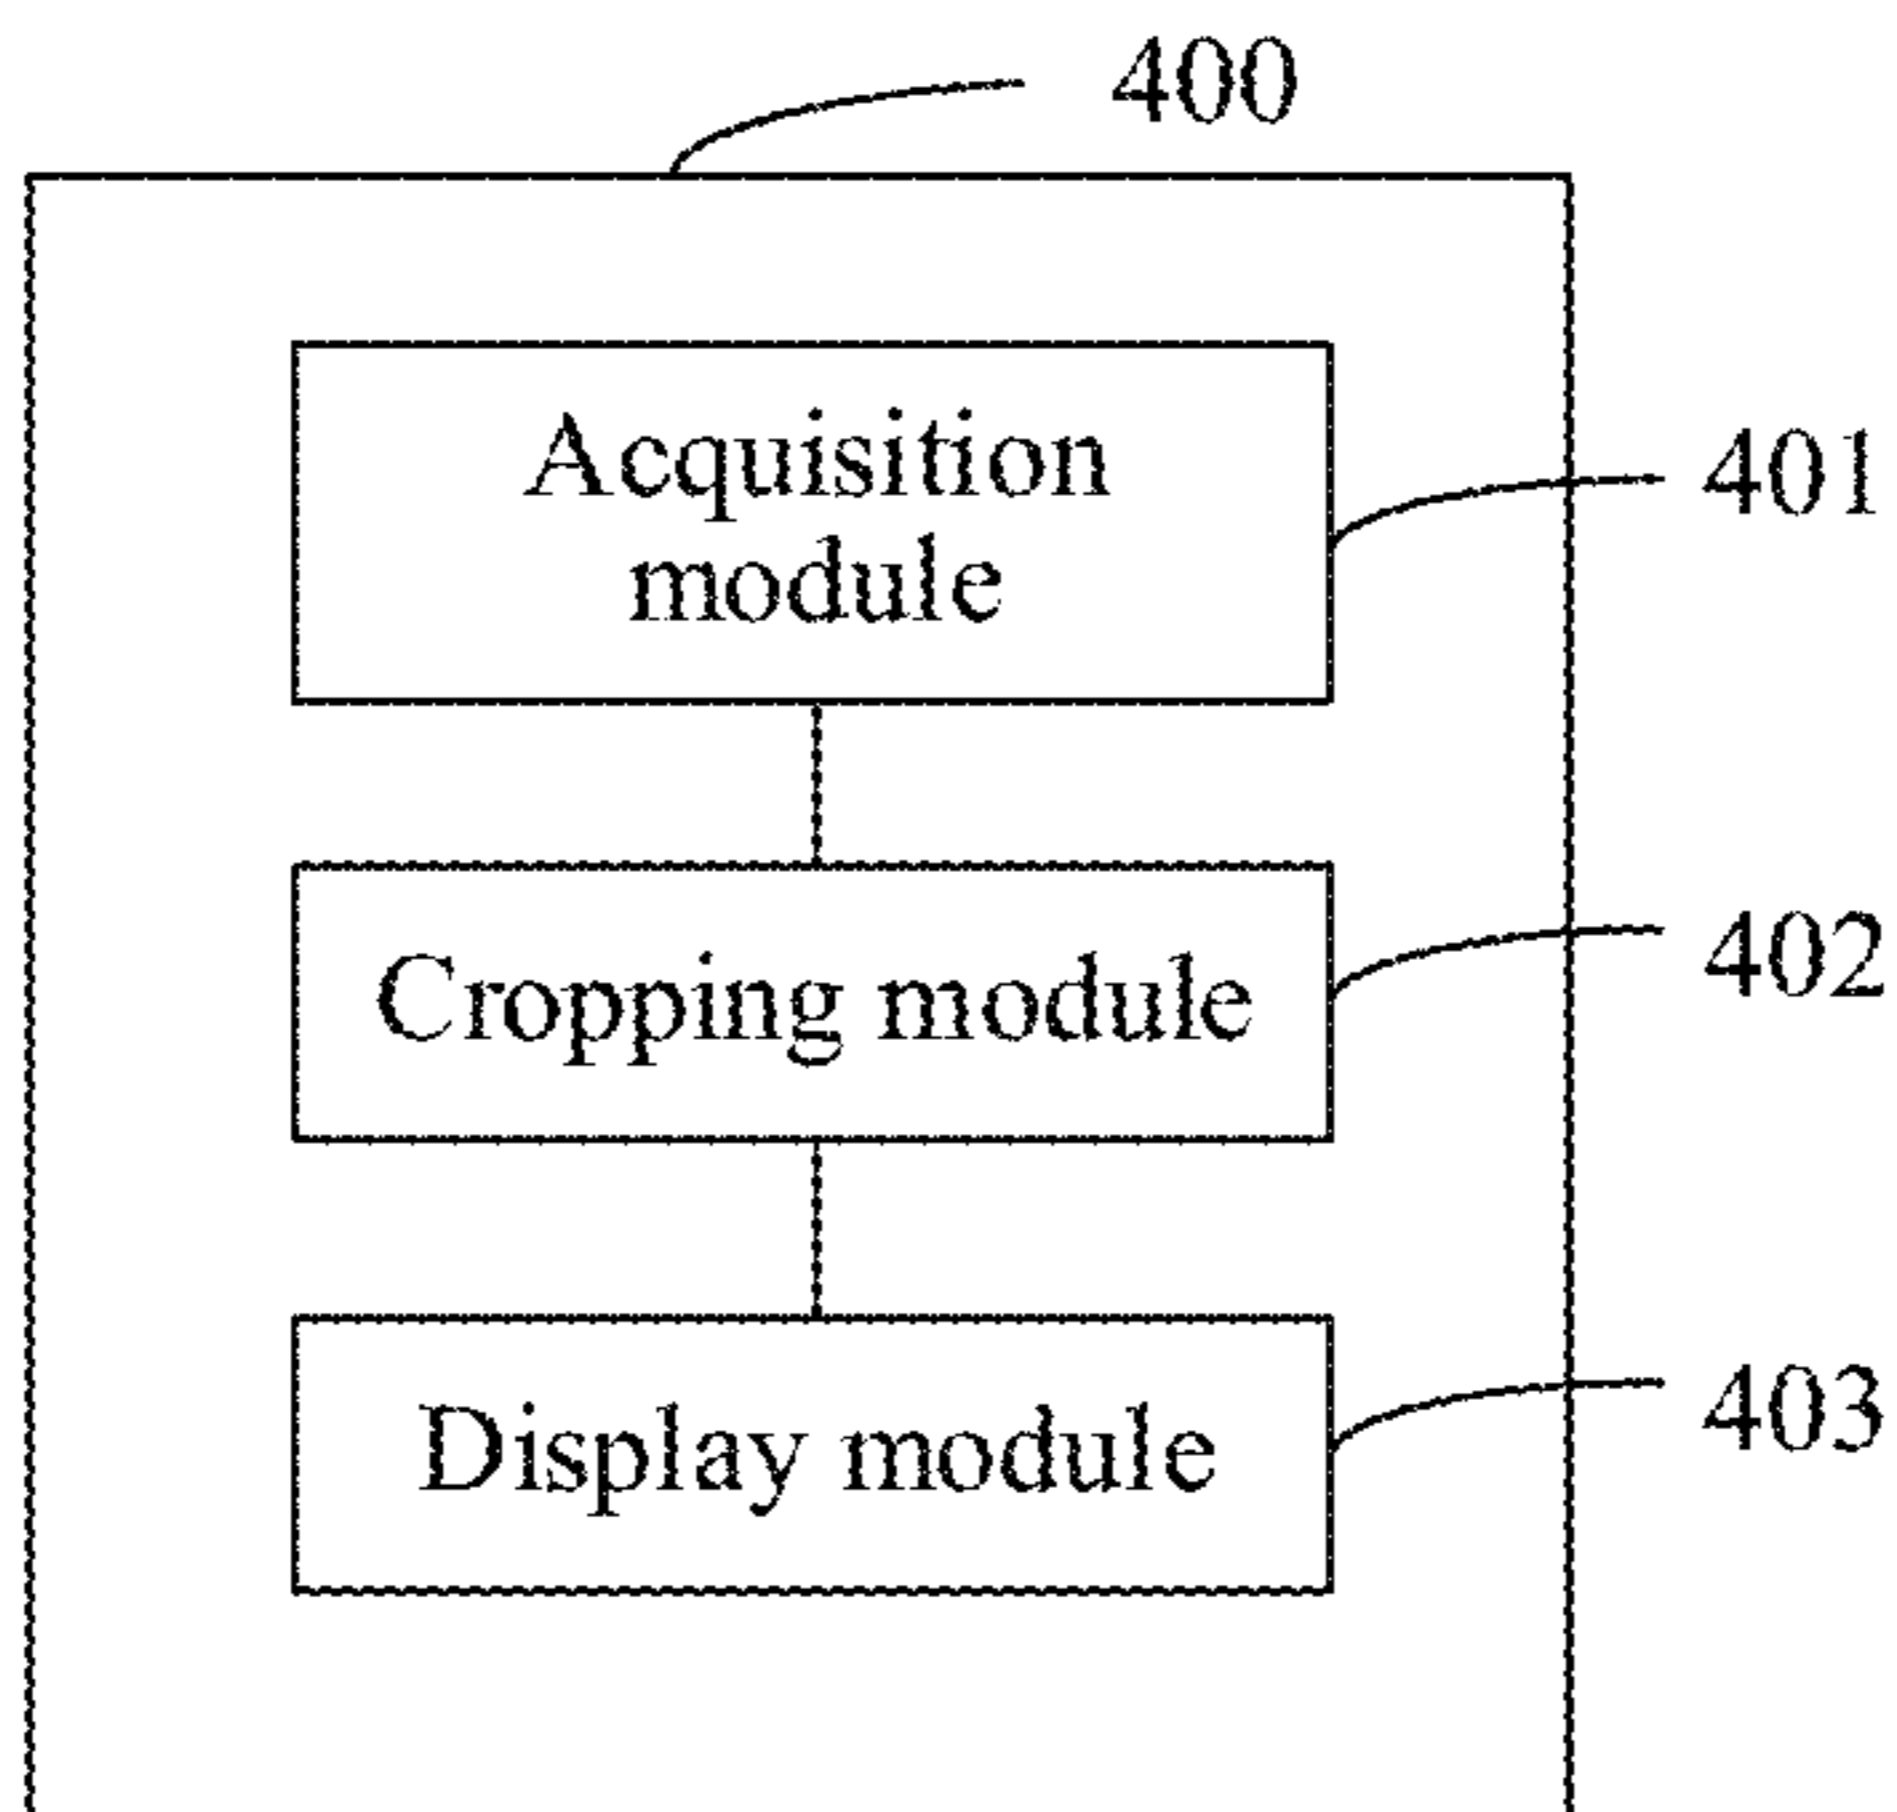 400
Acquisition
module
401
Cropping module
402
Display module
403